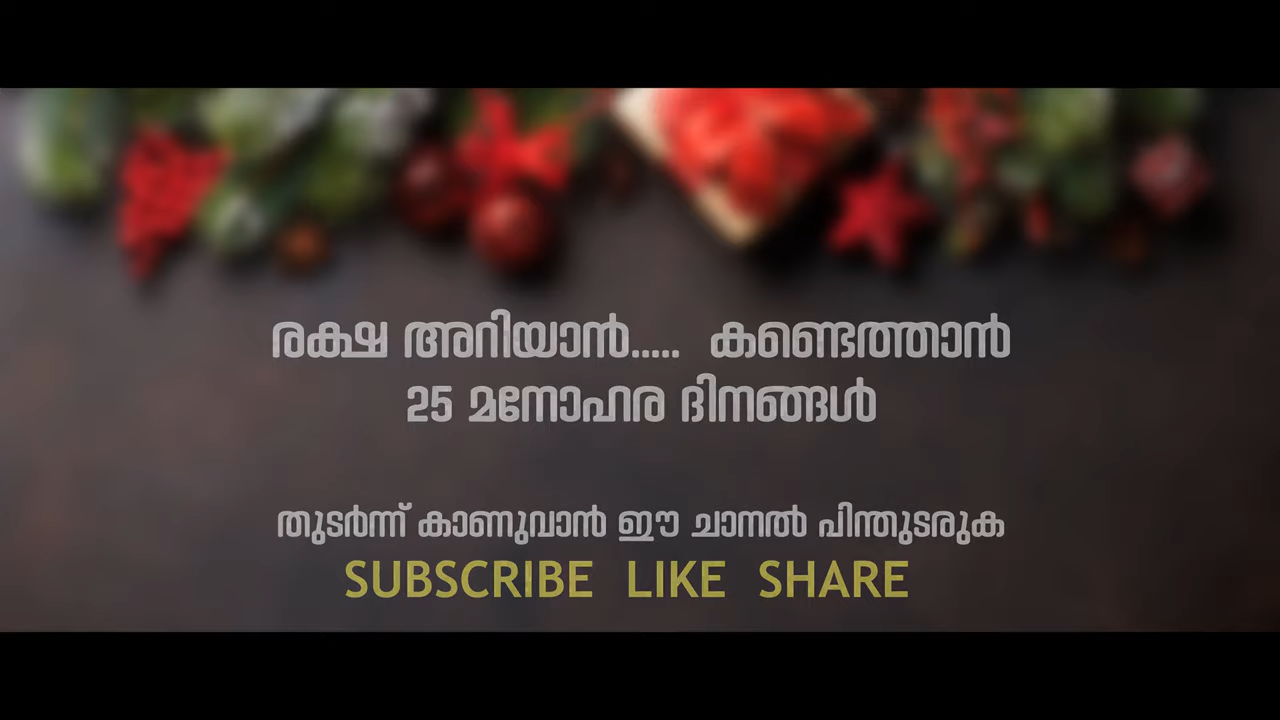 രക്ഷ അറിയാൻ..... കണ്ടെത്താൻ
25 മനോഹര ദിനങ്ങൾ
തുടർന്ന് കാണുവാൻ ഈ ചാനൽ പിന്തുടരുക
SUBSCRIBE LIKE SHARE